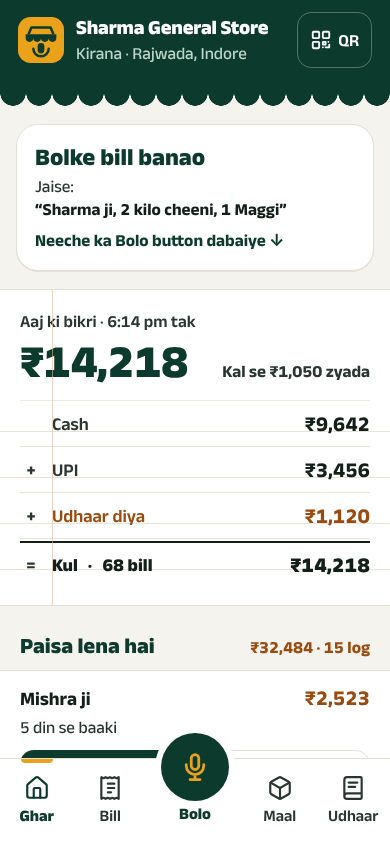 Sharma General Store
Kirana · Rajwada, Indore
QR
Bolke bill banao
Jaise:
“Sharma ji, 2 kilo cheeni, 1 Maggi”
Neeche ka Bolo button dabaiye ↓
Aaj ki bikri · 6:14 pm tak
₹14,218
Kal se ₹1,050 zyada
Cash ₹9,642
+ UPI ₹3,456
+ Udhaar diya ₹1,120
= Kul · 68 bill ₹14,218
Paisa lena hai ₹32,484 · 15 log
Mishra ji ₹2,523
5 din se baaki
Ghar Bill Bolo Maal Udhaar